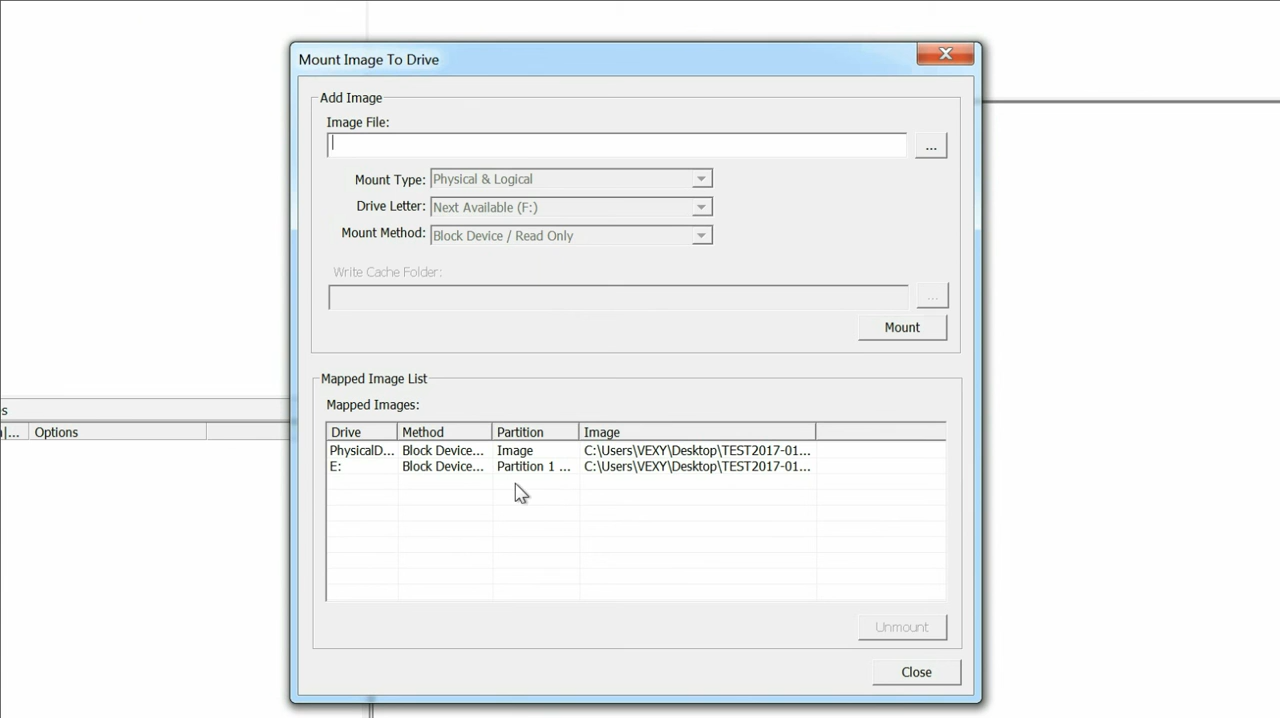 Mount Image To Drive
Add Image
Image File:
...
Mount Type: Physical & Logical
Drive Letter: Next Available (F:)
Mount Method: Block Device / Read Only
Write Cache Folder:
...
Mount
Mapped Image List
Mapped Images:
Drive Method Partition Image
PhysicalD... Block Device... Image C:\Users\VEXY\Desktop\TEST2017-01...
E: Block Device... Partition 1 ... C:\Users\VEXY\Desktop\TEST2017-01...
Unmount
Close
Options